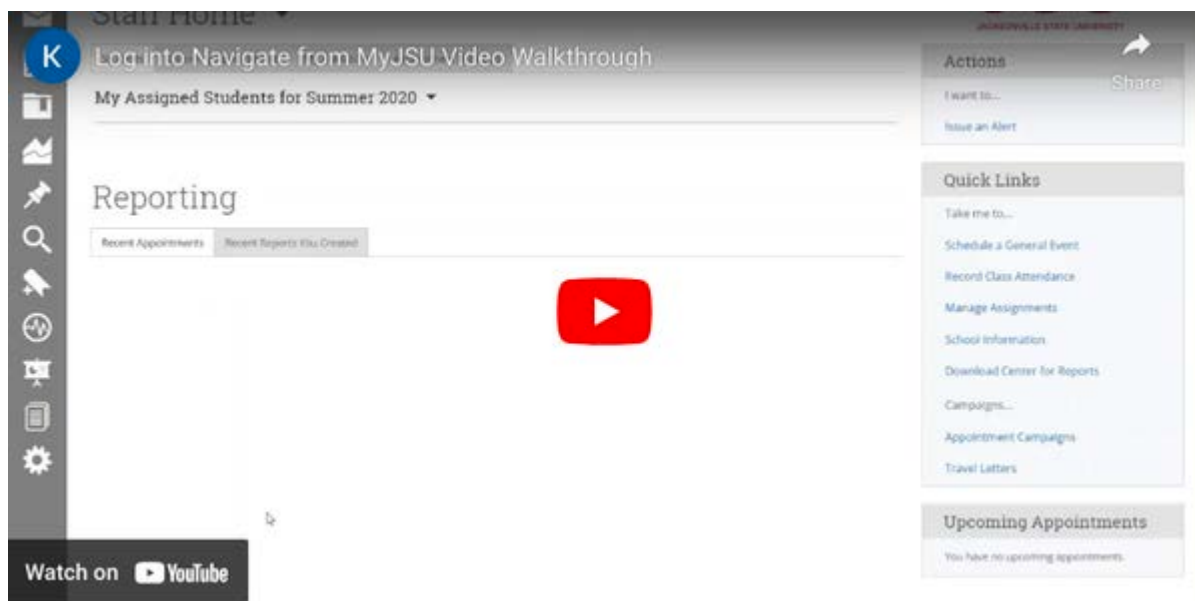 Staff Home
JACKSONVILLE STATE UNIVERSITY
K
Log into Navigate from MyJSU Video Walkthrough
Share
My Assigned Students for Summer 2020
Reporting
Recent Appointments
Recent Reports You Created
Actions
I want to...
Issue an Alert
Quick Links
Take me to...
Schedule a General Event
Record Class Attendance
Manage Assignments
School Information
Download Center for Reports
Campaigns...
Appointment Campaigns
Travel Letters
Upcoming Appointments
You have no upcoming appointments.
Watch on YouTube